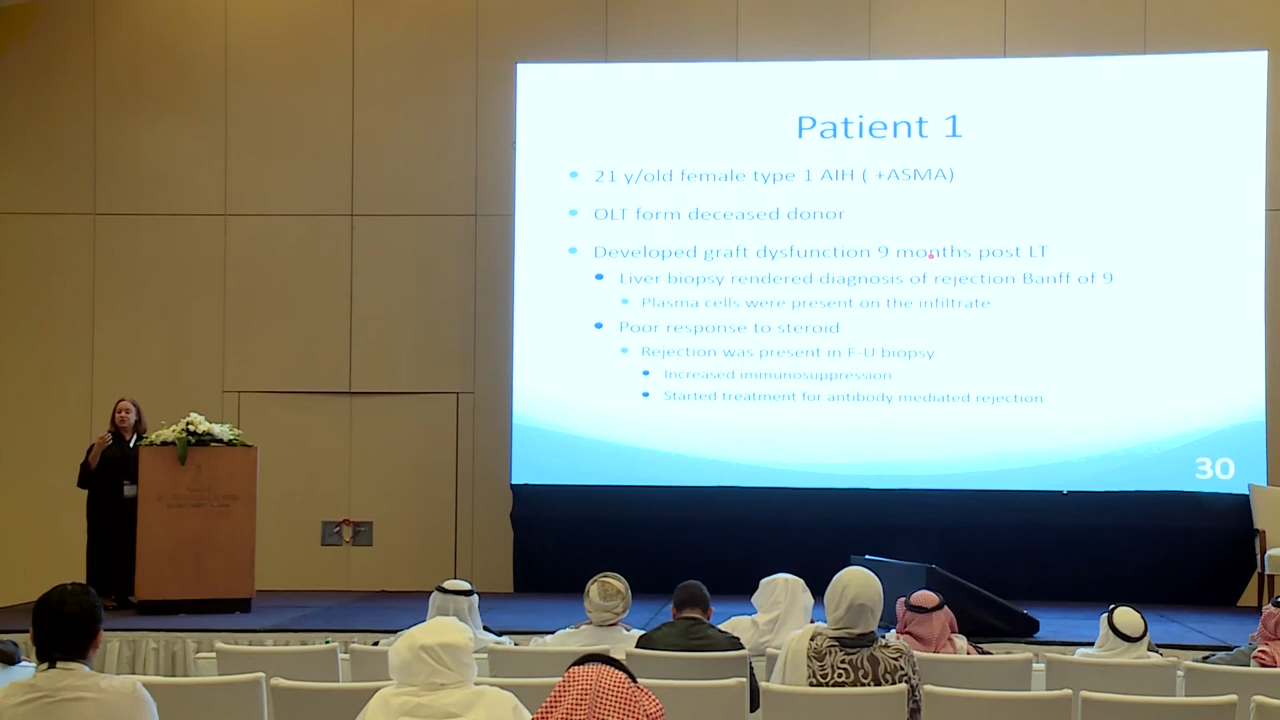 Patient 1
21 y/old female type 1 AIH ( +ASMA)
OLT form deceased donor
Developed graft dysfunction 9 months post LT
Liver biopsy rendered diagnosis of rejection Banff of 9
Plasma cells were present on the infiltrate
Poor response to steroid
Rejection was present in F-U biopsy
Increased immunosuppression
Started treatment for antibody mediated rejection
30